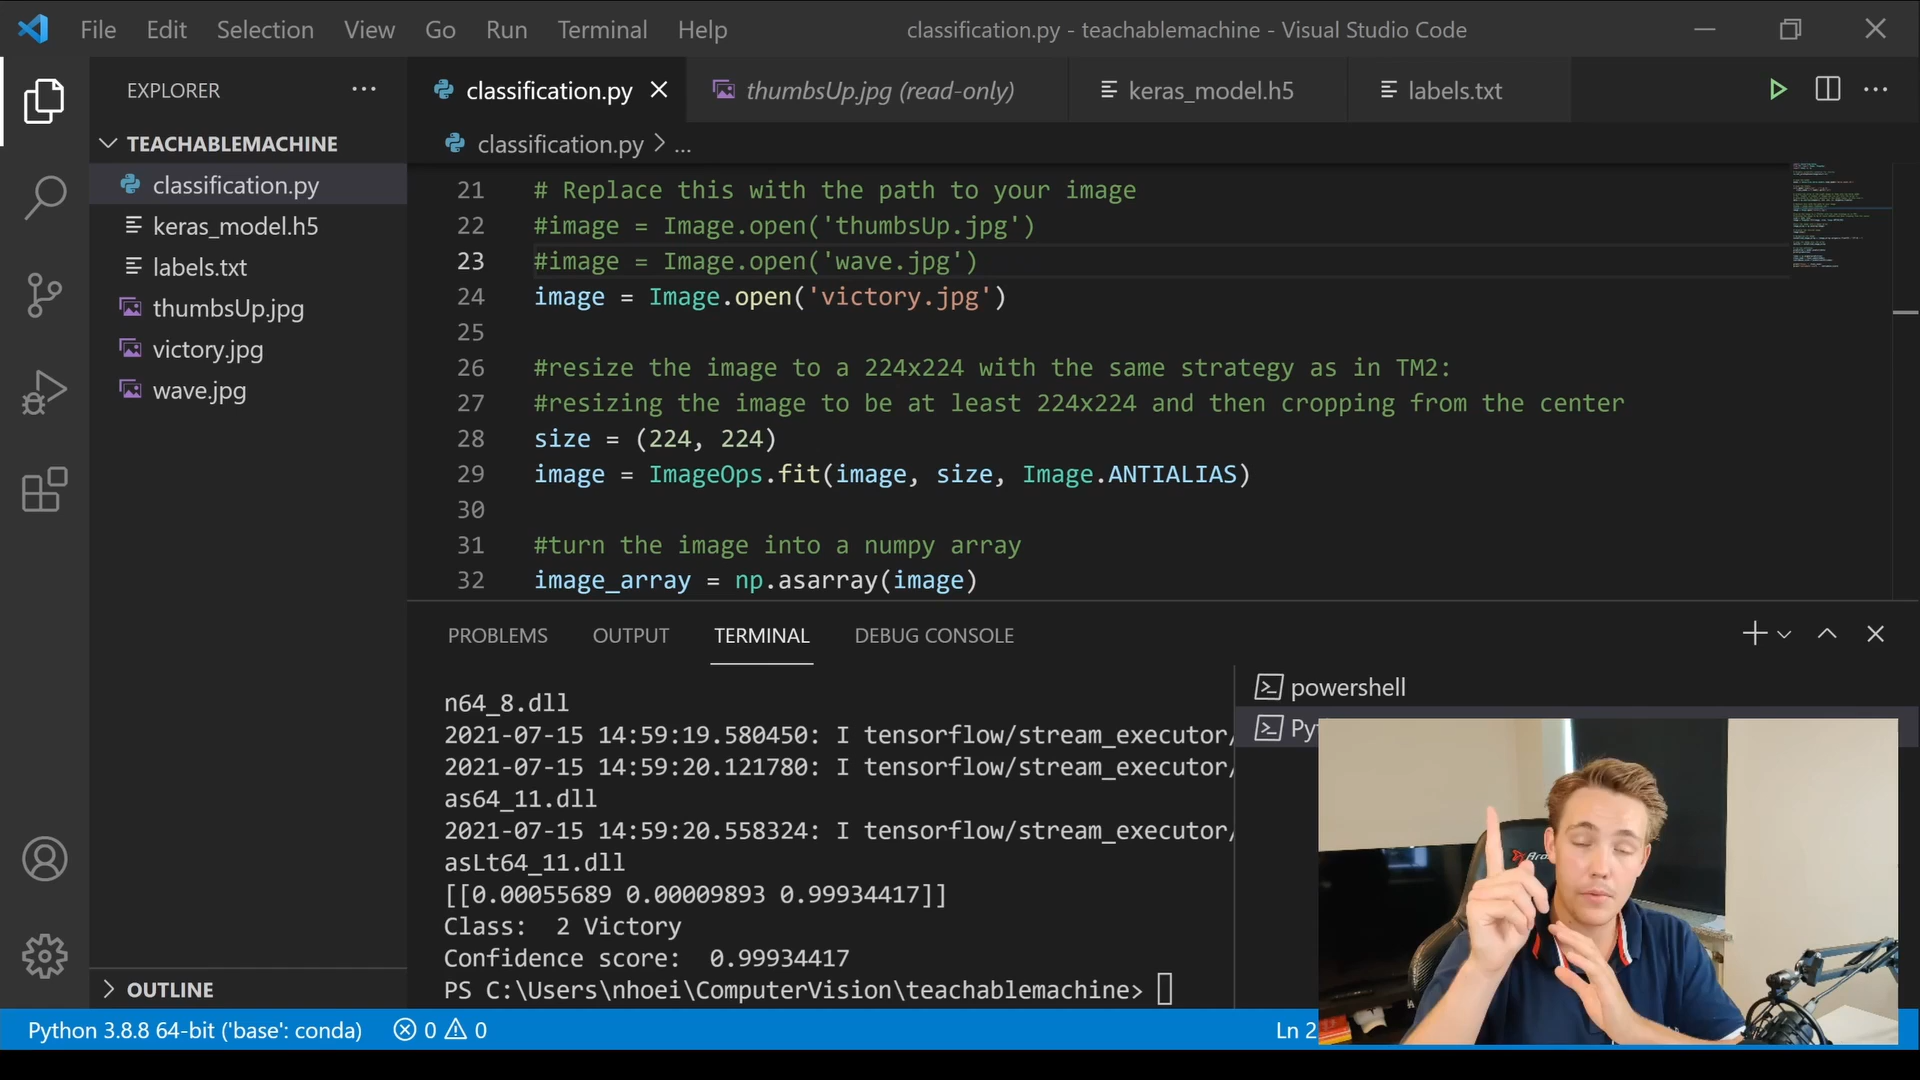 File Edit Selection View Go Run Terminal Help classification.py - teachablemachine - Visual Studio Code
EXPLORER
classification.py
thumbsUp.jpg (read-only)
keras_model.h5
labels.txt
TEACHABLEMACHINE
classification.py
keras_model.h5
labels.txt
thumbsUp.jpg
victory.jpg
wave.jpg
OUTLINE
classification.py > ...
21 # Replace this with the path to your image
22 #image = Image.open('thumbsUp.jpg')
23 #image = Image.open('wave.jpg')
24 image = Image.open('victory.jpg')
25
26 #resize the image to a 224x224 with the same strategy as in TM2:
27 #resizing the image to be at least 224x224 and then cropping from the center
28 size = (224, 224)
29 image = ImageOps.fit(image, size, Image.ANTIALIAS)
30
31 #turn the image into a numpy array
32 image_array = np.asarray(image)
PROBLEMS OUTPUT TERMINAL DEBUG CONSOLE
n64_8.dll
2021-07-15 14:59:19.580450: I tensorflow/stream_executor/
2021-07-15 14:59:20.121780: I tensorflow/stream_executor/
as64_11.dll
2021-07-15 14:59:20.558324: I tensorflow/stream_executor/
asLt64_11.dll
[[0.00055689 0.00009893 0.99934417]]
Class:  2 Victory
Confidence score:  0.99934417
PS C:\Users\nhoei\ComputerVision\teachablemachine>
powershell
Py
Python 3.8.8 64-bit ('base': conda) 0 0 Ln 2